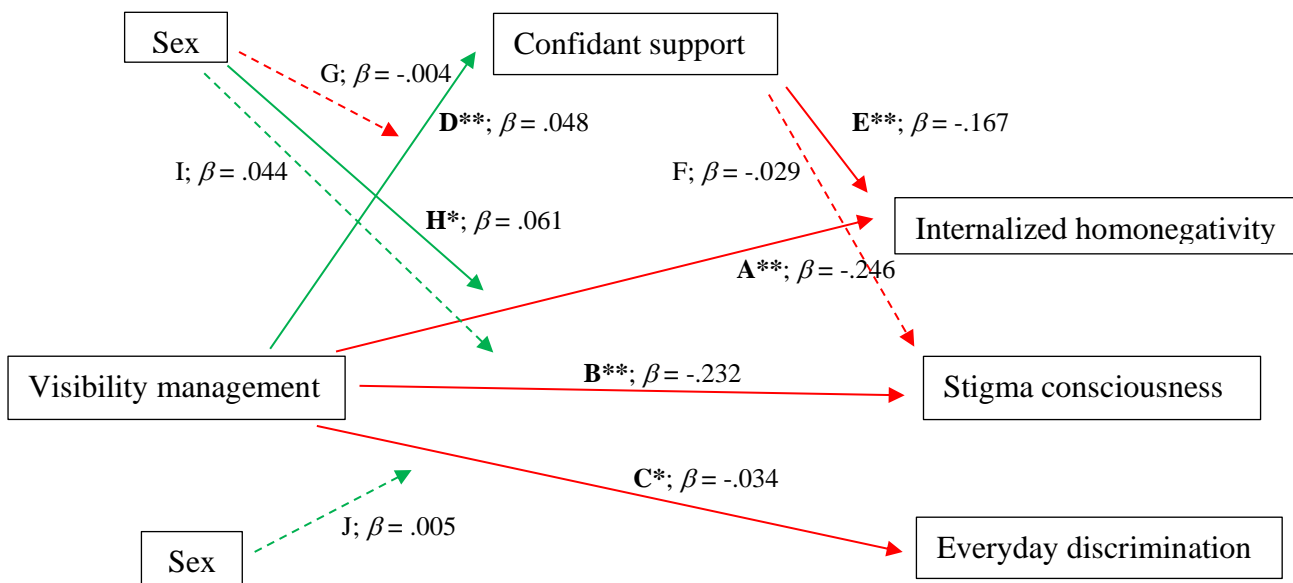 Sex
Confidant support
G; β = -.004
D**; β = .048
E**; β = -.167
I; β = .044
F; β = -.029
H*; β = .061
Internalized homonegativity
A**; β = -.246
Visibility management
B**; β = -.232
Stigma consciousness
C*; β = -.034
J; β = .005
Sex
Everyday discrimination